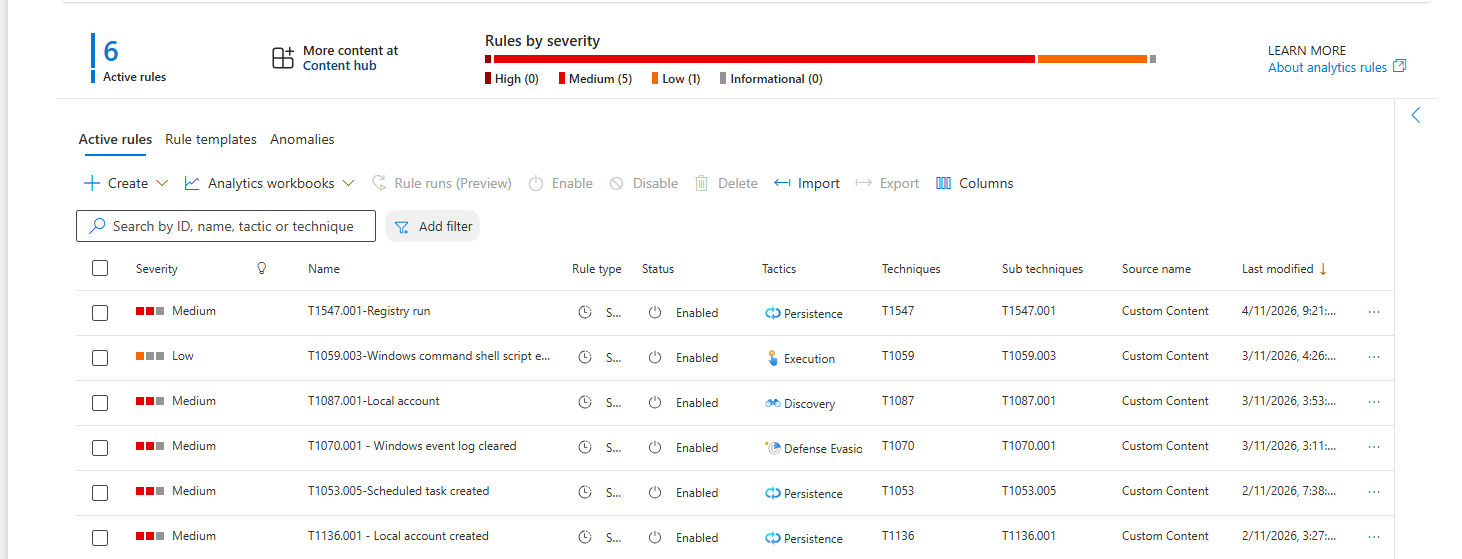 6
Active rules
More content at
Content hub
Rules by severity
High (0) Medium (5) Low (1) Informational (0)
LEARN MORE
About analytics rules
Active rules Rule templates Anomalies
Create Analytics workbooks Rule runs (Preview) Enable Disable Delete Import Export Columns
Search by ID, name, tactic or technique Add filter
Severity Name Rule type Status Tactics Techniques Sub techniques Source name Last modified ↓
Medium T1547.001-Registry run S... Enabled Persistence T1547 T1547.001 Custom Content 4/11/2026, 9:21:... ...
Low T1059.003-Windows command shell script e... S... Enabled Execution T1059 T1059.003 Custom Content 3/11/2026, 4:26:... ...
Medium T1087.001-Local account S... Enabled Discovery T1087 T1087.001 Custom Content 3/11/2026, 3:53:... ...
Medium T1070.001 - Windows event log cleared S... Enabled Defense Evasio T1070 T1070.001 Custom Content 3/11/2026, 3:11:... ...
Medium T1053.005-Scheduled task created S... Enabled Persistence T1053 T1053.005 Custom Content 2/11/2026, 7:38:... ...
Medium T1136.001 - Local account created S... Enabled Persistence T1136 T1136.001 Custom Content 2/11/2026, 3:27:... ...